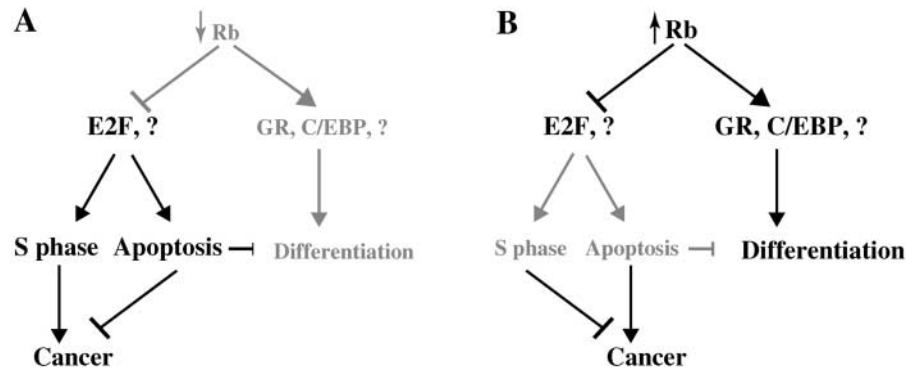 A
Rb
E2F, ?
GR, C/EBP, ?
S phase
Apoptosis
Differentiation
Cancer
B
Rb
E2F, ?
GR, C/EBP, ?
S phase
Apoptosis
Differentiation
Cancer